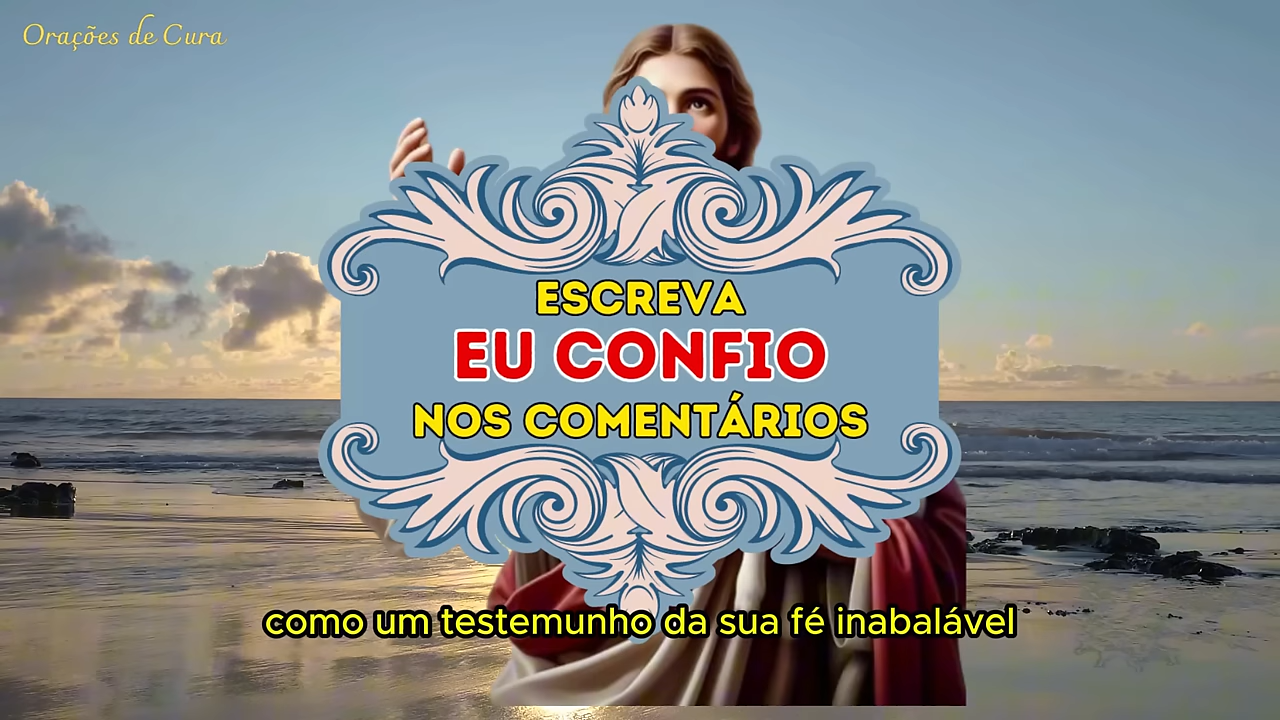 Orações de Cura
ESCREVA
EU CONFIO
NOS COMENTÁRIOS
como um testemunho da sua fé inabalável